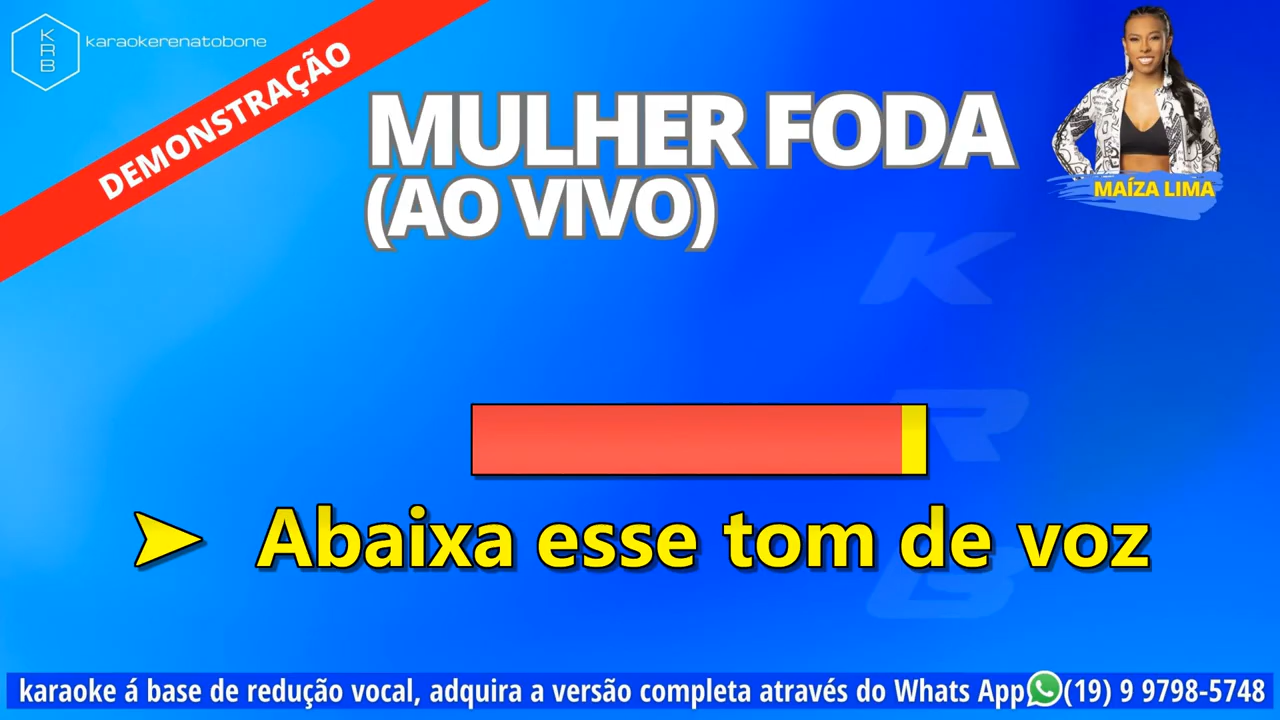 KRB
karaokerenatobone
DEMONSTRAÇÃO
MULHER FODA
(AO VIVO)
MAÍZA LIMA
K
R
B
➤ Abaixa esse tom de voz
karaoke á base de redução vocal, adquira a versão completa através do Whats App (19) 9 9798-5748